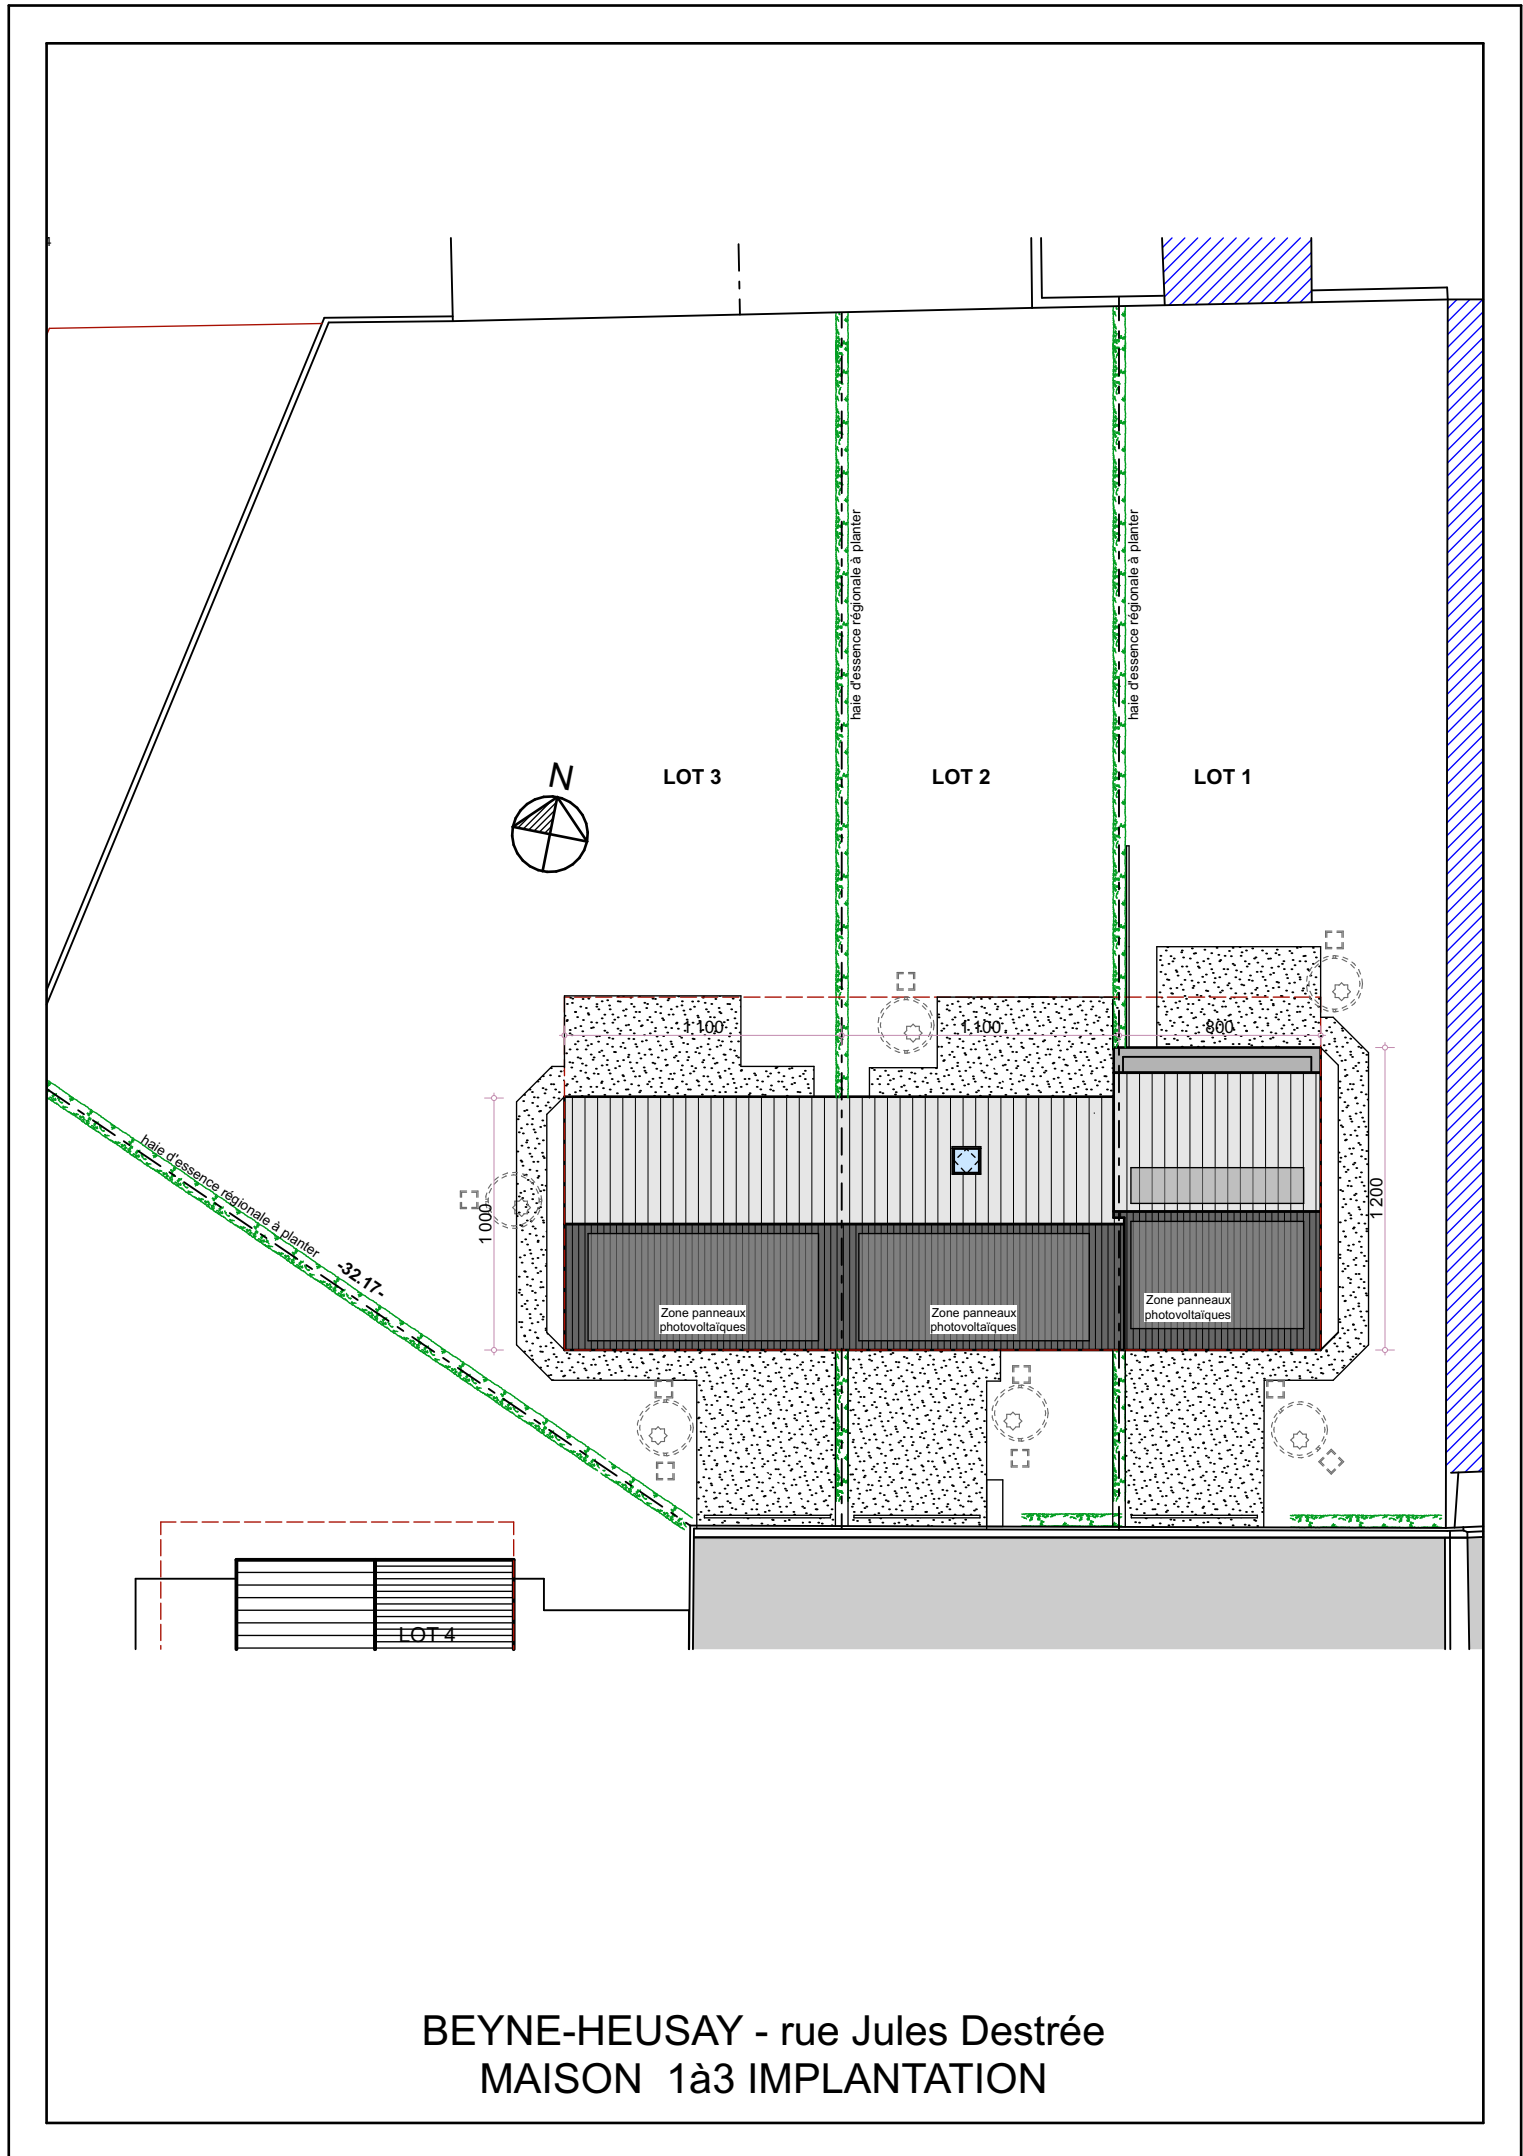 haie d'essence régionale à planter
haie d'essence régionale à planter
N
LOT 3
LOT 2
LOT 1
1 100
1 100
800
1 000
1 200
haie d'essence régionale à planter
-32.17-
Zone panneaux
photovoltaïques
Zone panneaux
photovoltaïques
Zone panneaux
photovoltaïques
LOT 4
BEYNE-HEUSAY - rue Jules Destrée
MAISON 1à3 IMPLANTATION